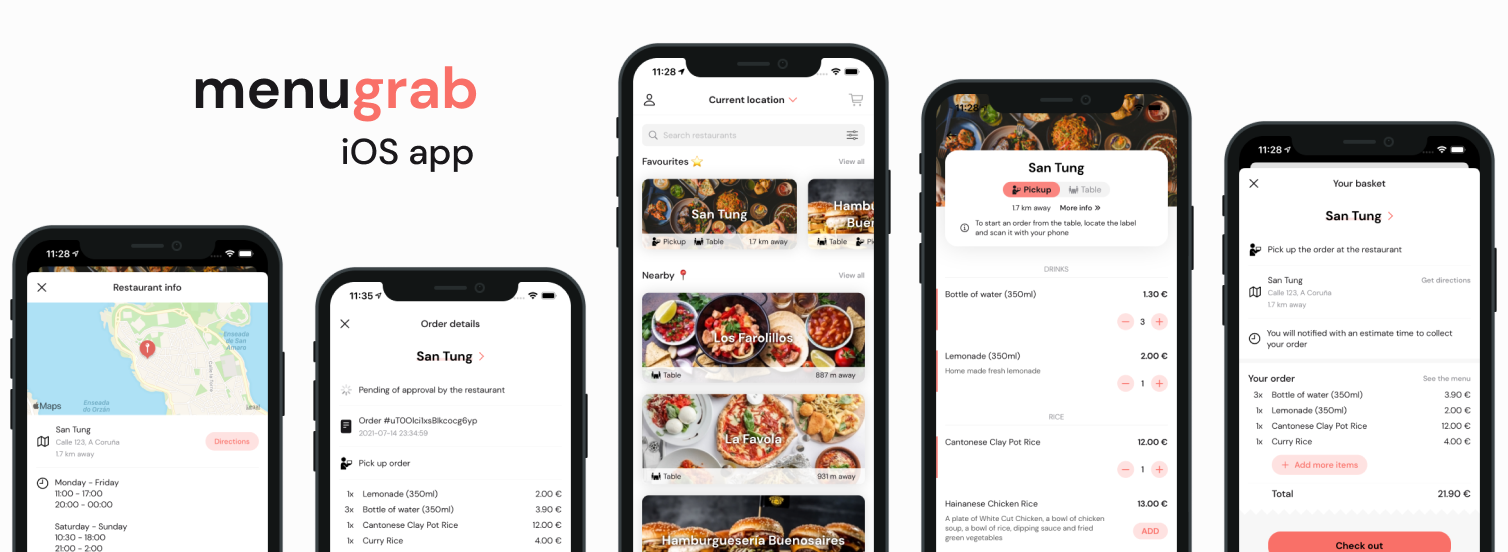 menugrab
iOS app
11:28
Restaurant info
Enseada
de San
Amaro
Enseada
do Orzán
Maps
Legal
San Tung
Calle 123, A Coruña
1.7 km away
Directions
Monday - Friday
11:00 - 17:00
20:00 - 00:00
Saturday - Sunday
10:30 - 18:00
21:00 - 2:00
11:35
Order details
San Tung
Pending of approval by the restaurant
2021-07-14 23:34:59
Pick up order
1x Lemonade (350ml) 2.00 €
3x Bottle of water (350ml) 3.90 €
1x Cantonese Clay Pot Rice 12.00 €
1x Curry Rice 4.00 €
11:28
Current location
Search restaurants
Favourites View all
San Tung
Pickup Table 1.7 km away
Hambu
Buen
Table
Nearby View all
Los Farolillos
Table 887 m away
La Favola
Table 931 m away
Hamburguesería Buenosaires
11:28
San Tung
Pickup Table
1.7 km away More info
To start an order from the table, locate the label
and scan it with your phone
DRINKS
Bottle of water (350ml) 1.30 €
3
Lemonade (350ml) 2.00 €
Home made fresh lemonade
1
RICE
Cantonese Clay Pot Rice 12.00 €
1
Hainanese Chicken Rice 13.00 €
A plate of White Cut Chicken, a bowl of chicken
soup, a bowl of rice, dipping sauce and fried
green vegetables
ADD
11:28
Your basket
San Tung
Pick up the order at the restaurant
San Tung Get directions
Calle 123, A Coruña
1.7 km away
You will notified with an estimate time to collect
your order
Your order See the menu
3x Bottle of water (350ml) 3.90 €
1x Lemonade (350ml) 2.00 €
1x Cantonese Clay Pot Rice 12.00 €
1x Curry Rice 4.00 €
+ Add more items
Total 21.90 €
Check out